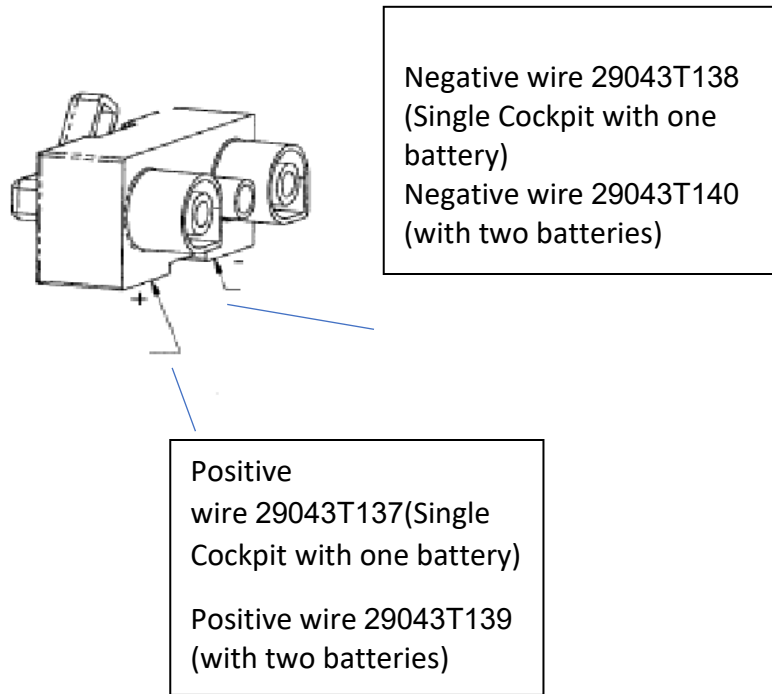 Negative wire 29043T138
(Single Cockpit with one
battery)
Negative wire 29043T140
(with two batteries)
-
+
Positive
wire 29043T137(Single
Cockpit with one battery)
Positive wire 29043T139
(with two batteries)